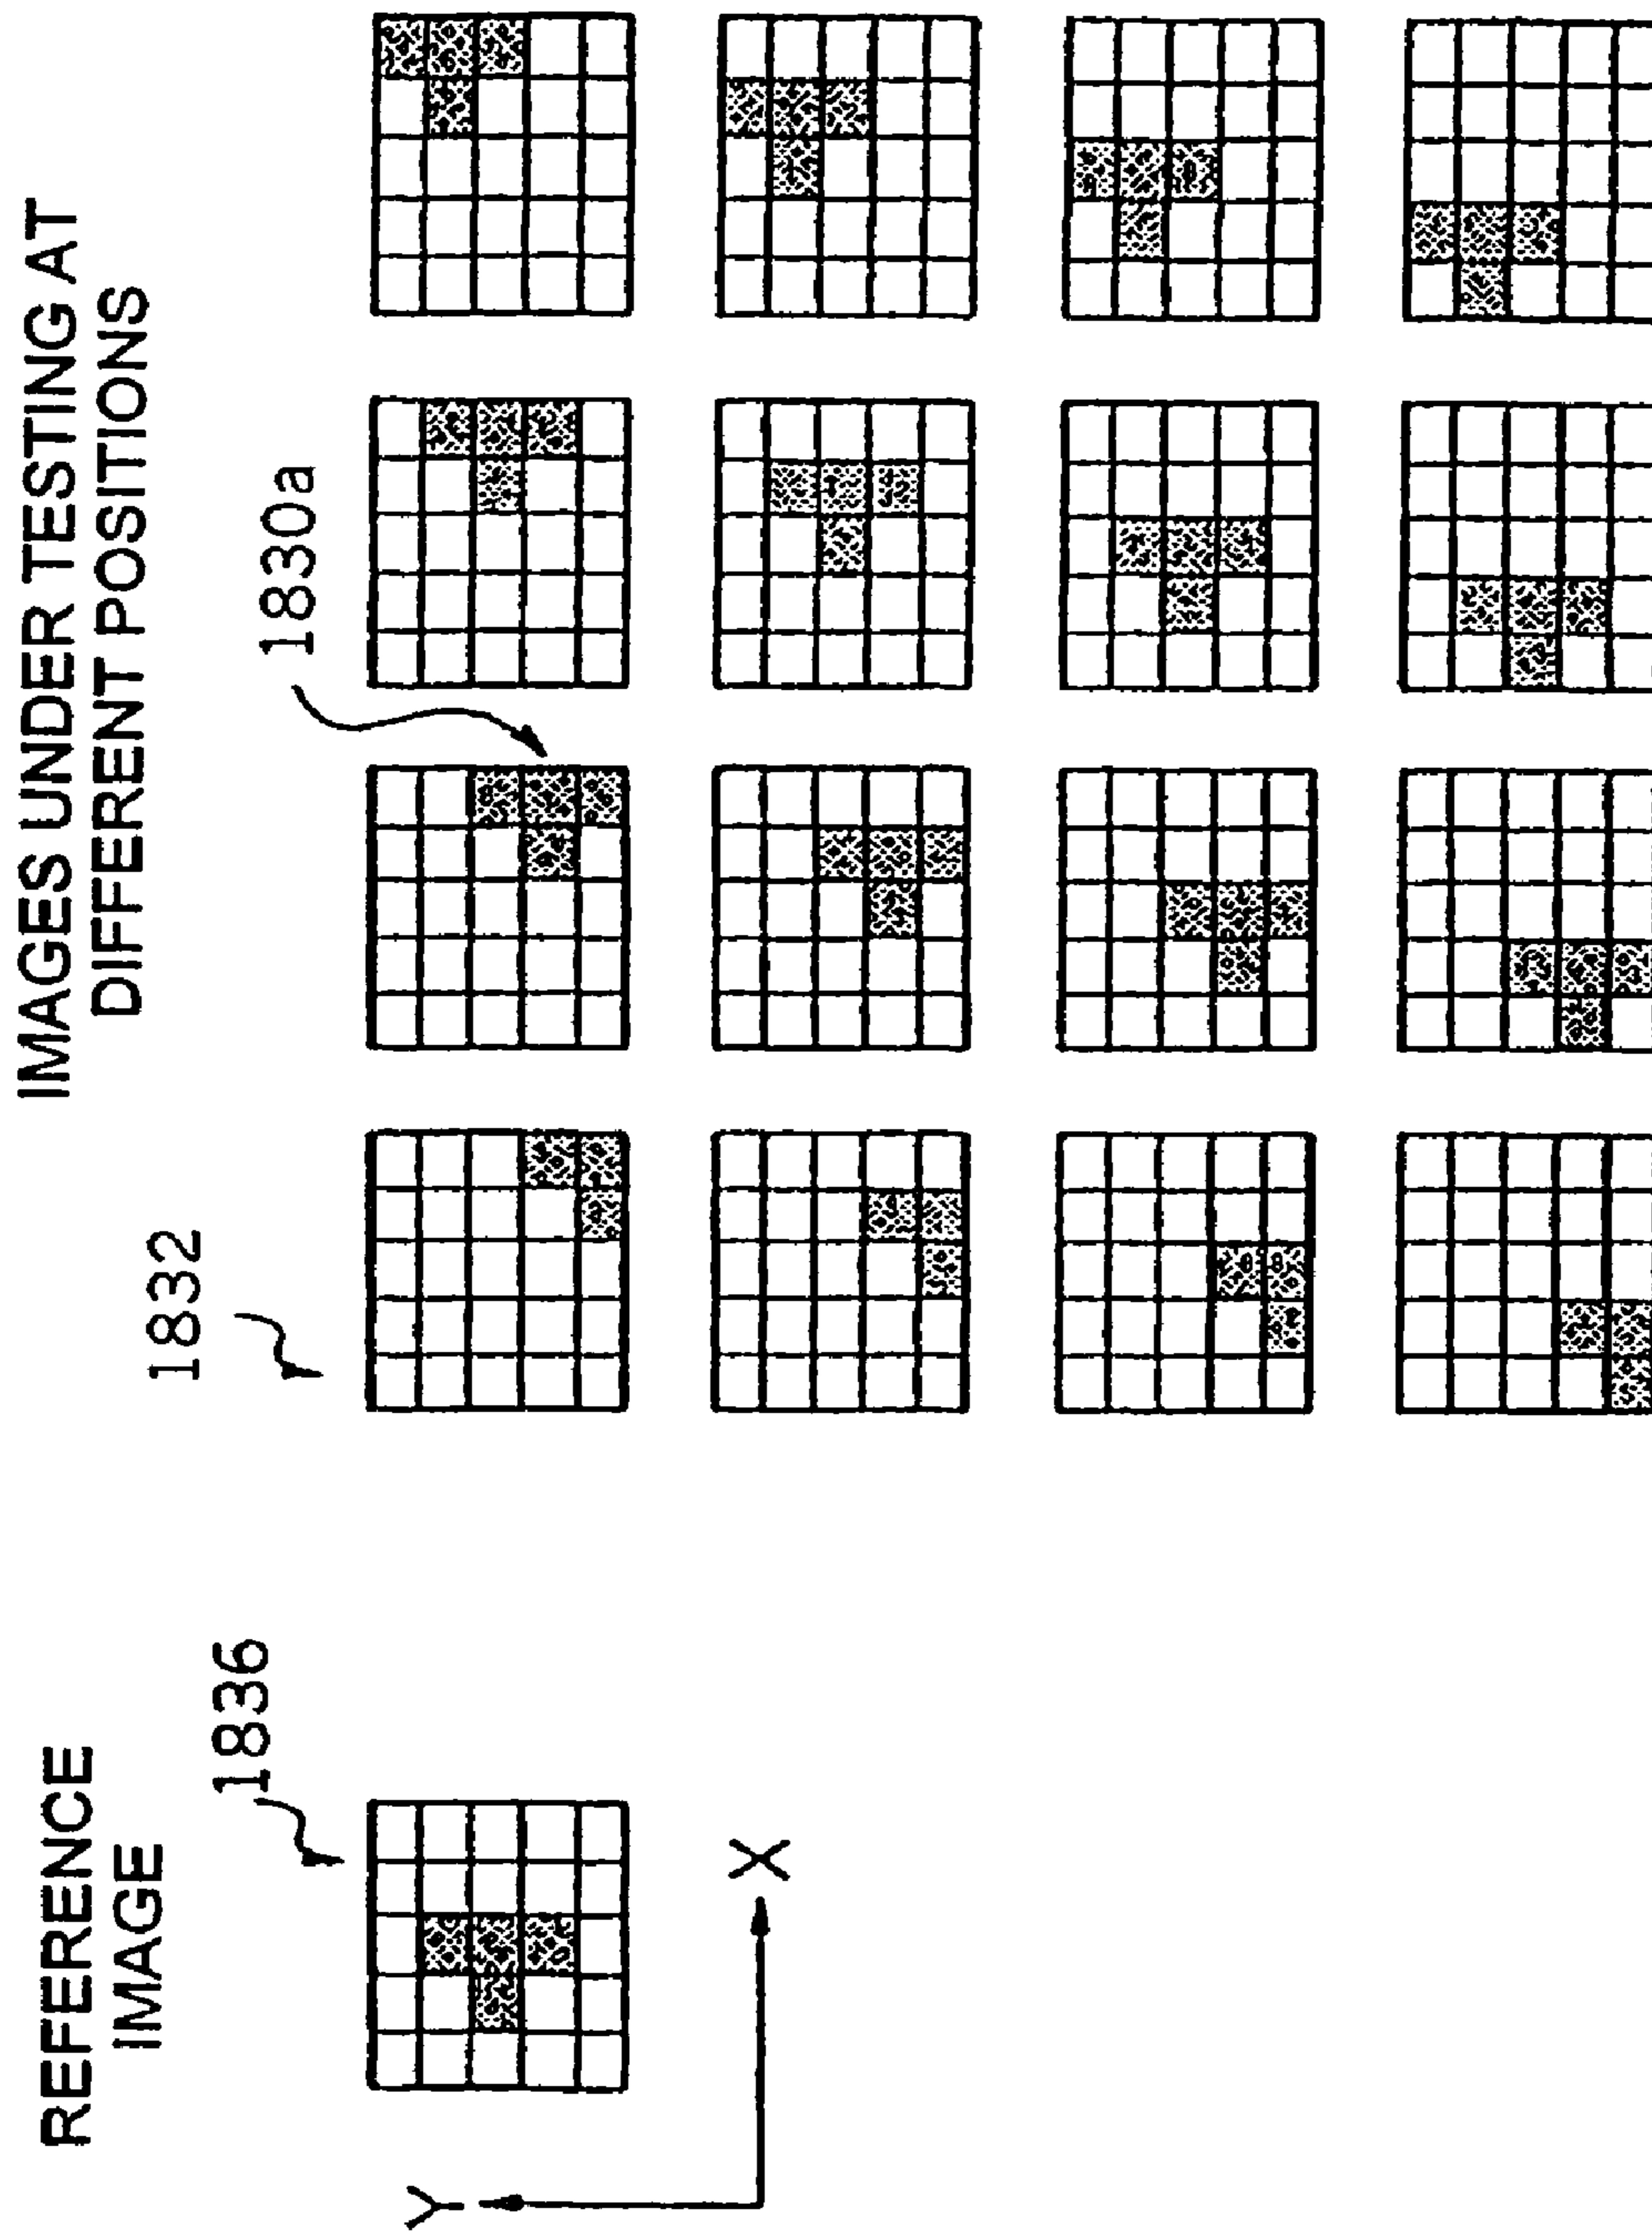 REFERENCE
IMAGE
1836
Y
X
IMAGES UNDER TESTING AT
DIFFERENT POSITIONS
1832
1830a